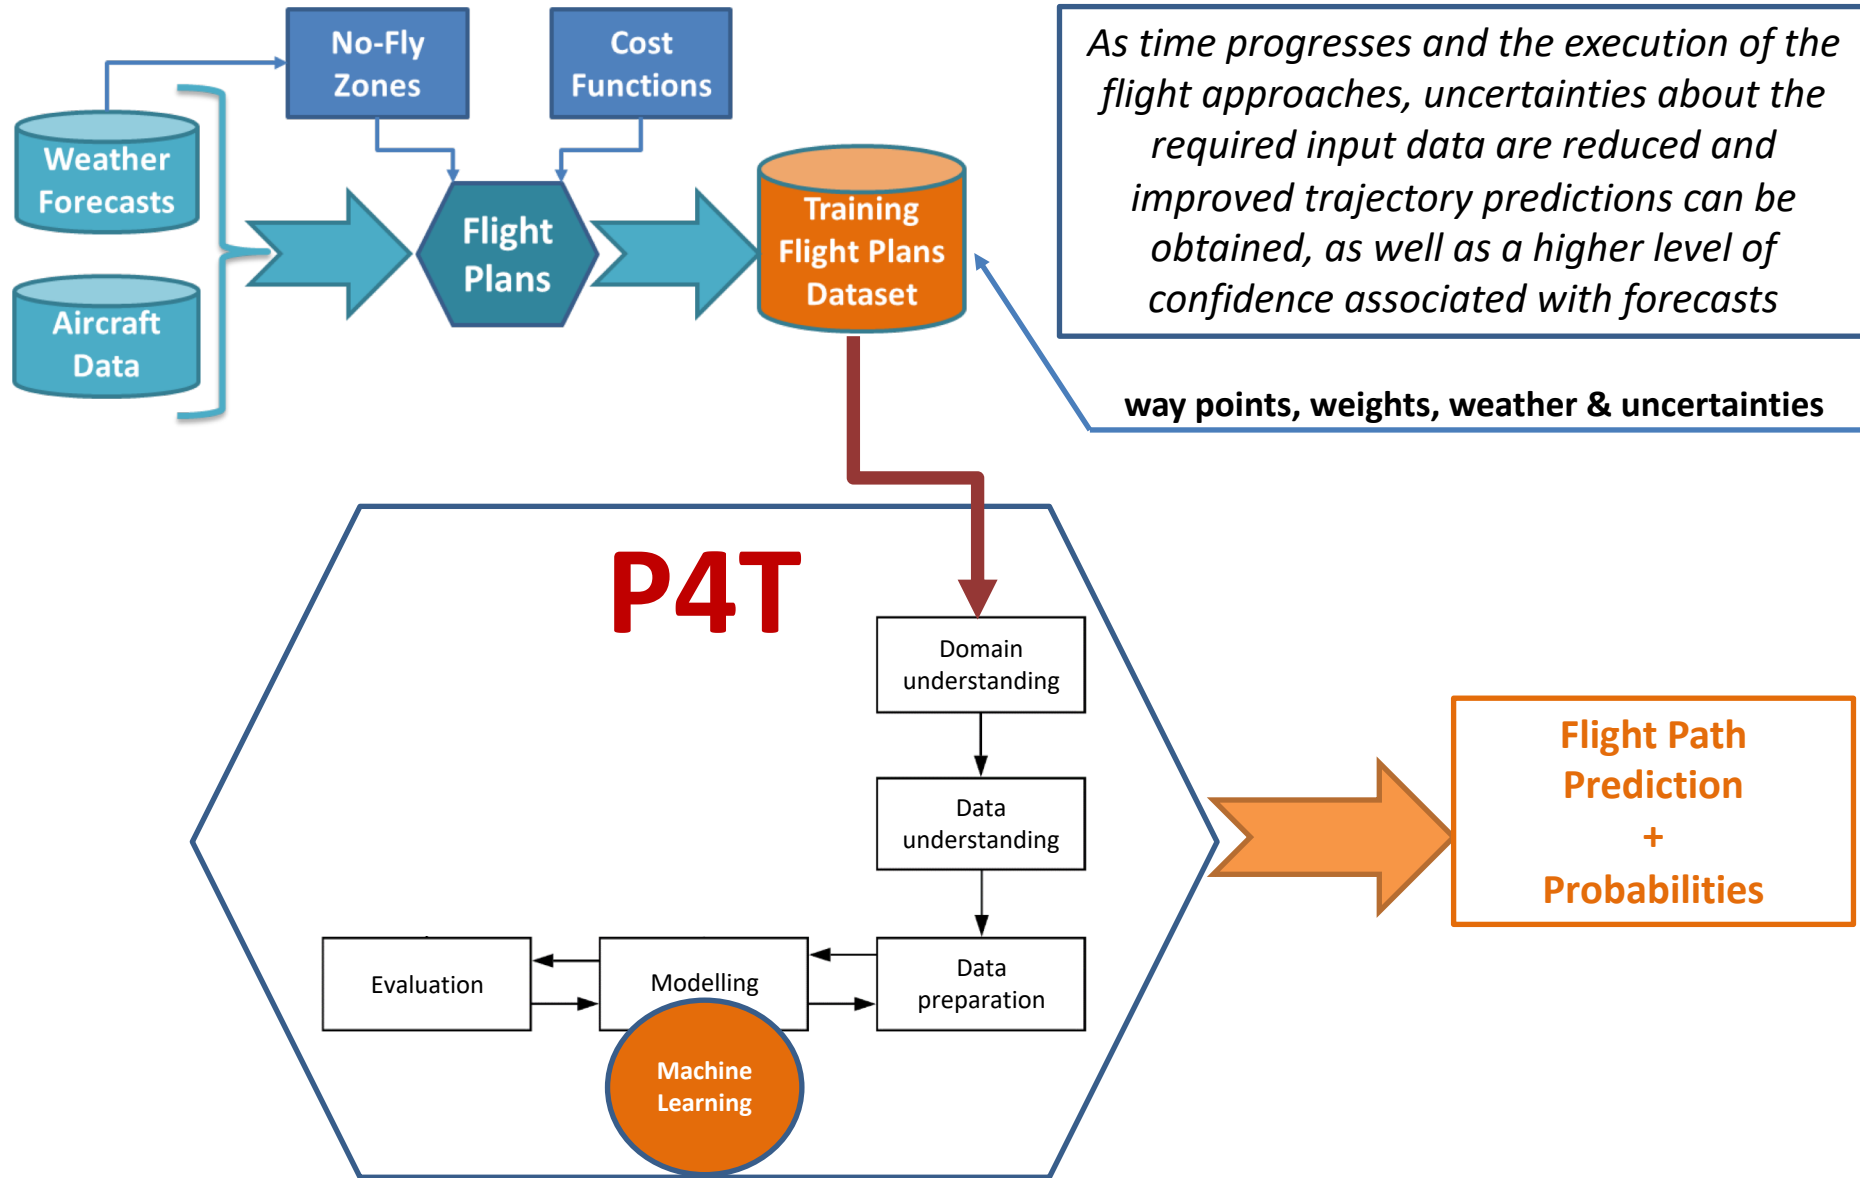 No-Fly
Zones
Cost
Functions
As time progresses and the execution of the
flight approaches, uncertainties about the
required input data are reduced and
improved trajectory predictions can be
obtained, as well as a higher level of
confidence associated with forecasts
Weather
Forecasts
Flight
Plans
Training
Flight Plans
Dataset
Aircraft
Data
way points, weights, weather & uncertainties
P4T
Domain
understanding
Data
understanding
Flight Path
Prediction
+
Probabilities
Evaluation
Modelling
Data
preparation
Machine
Learning